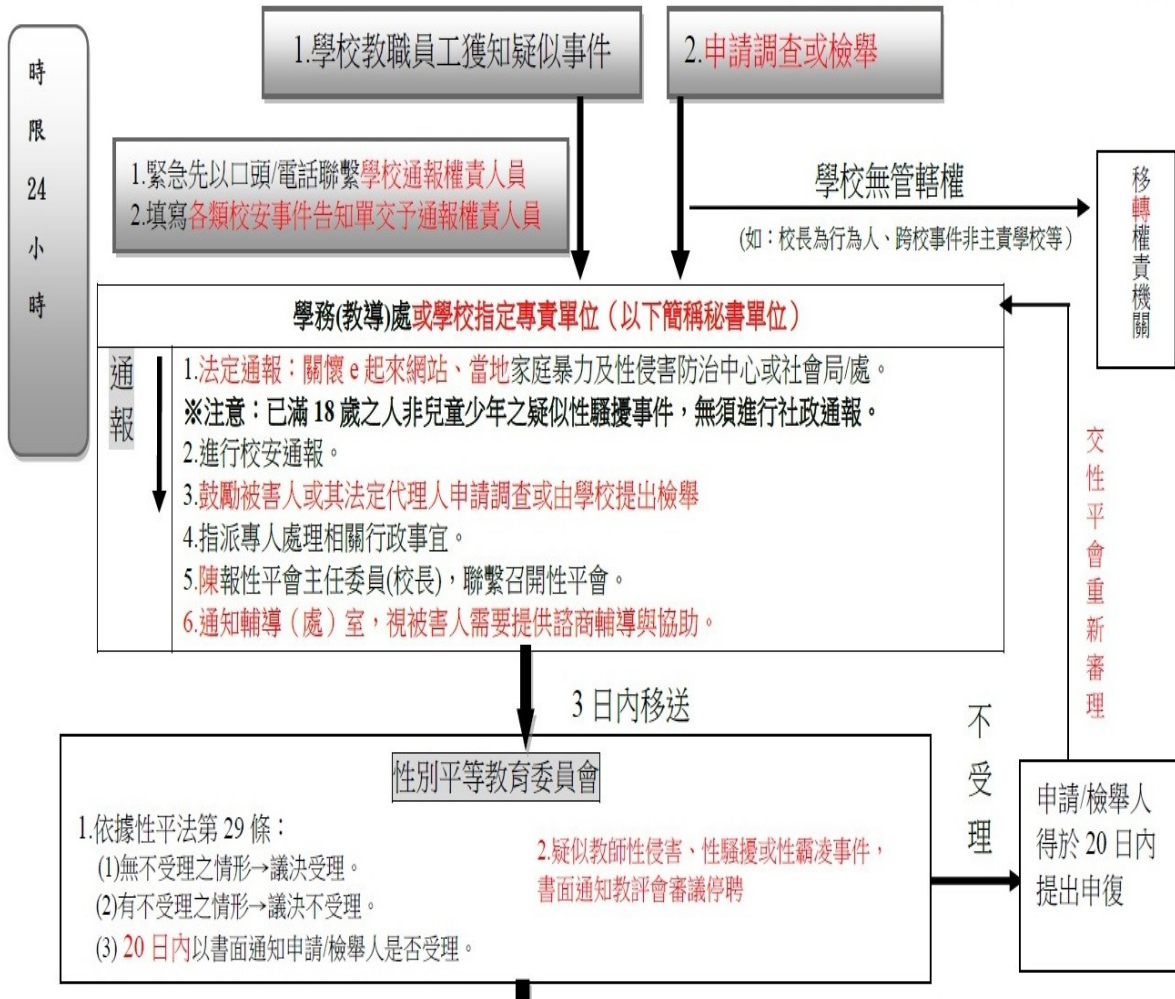 時
限
24
小
時
1.學校教職員工獲知疑似事件
2.申請調查或檢舉
1.緊急先以口頭/電話聯繫學校通報權責人員
2.填寫各類校安事件告知單交予通報權責人員
學校無管轄權
(如：校長為行為人、跨校事件非主責學校等)
移
轉
權
責
機
關
學務(教導)處或學校指定專責單位（以下簡稱秘書單位）
通
報
1.法定通報：關懷 e 起來網站、當地家庭暴力及性侵害防治中心或社會局/處。
※注意：已滿 18 歲之人非兒童少年之疑似性騷擾事件，無須進行社政通報。
2.進行校安通報。
3.鼓勵被害人或其法定代理人申請調查或由學校提出檢舉
4.指派專人處理相關行政事宜。
5.陳報性平會主任委員(校長)，聯繫召開性平會。
6.通知輔導（處）室，視被害人需要提供諮商輔導與協助。
交
性
平
會
重
新
審
理
3 日內移送
不
受
理
性別平等教育委員會
1.依據性平法第 29 條：
(1)無不受理之情形→議決受理。
(2)有不受理之情形→議決不受理。
(3) 20 日內以書面通知申請/檢舉人是否受理。
2.疑似教師性侵害、性騷擾或性霸凌事件，
書面通知教評會審議停聘
申請/檢舉人
得於 20 日內
提出申復